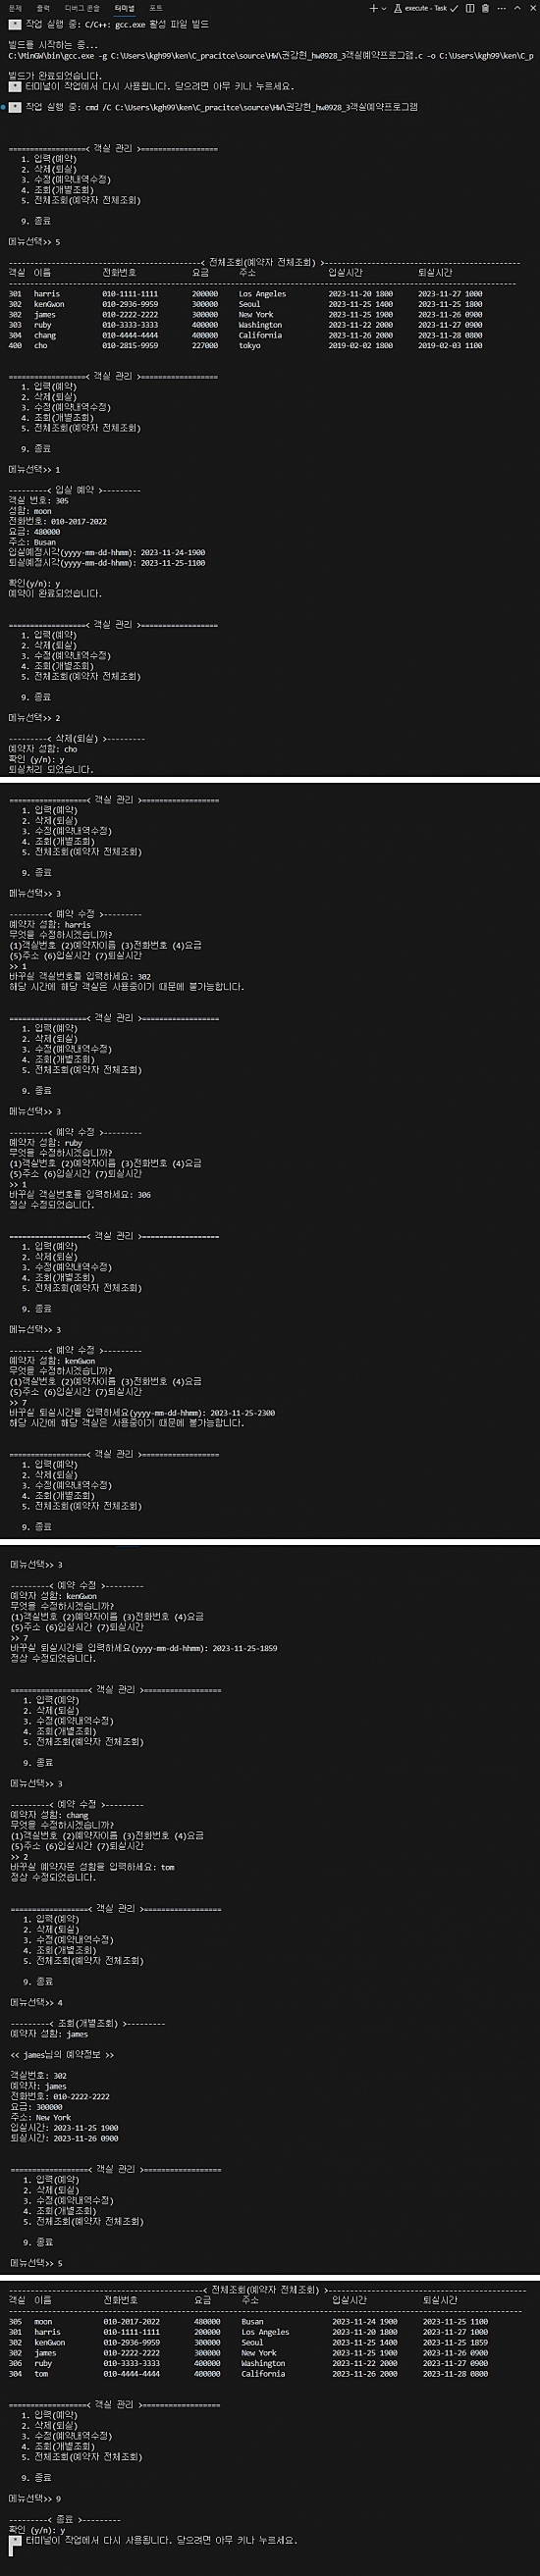 문제 출력 디버그 콘솔 터미널 포트 execute - Task
* 작업 실행 중: C/C++: gcc.exe 활성 파일 빌드
빌드를 시작하는 중...
C:\MinGW\bin\gcc.exe -g C:\Users\kgh99\ken\C_pracitce\source\HW\권강현_hw0928_3객실예약프로그램.c -o C:\Users\kgh99\ken\C_p
빌드가 완료되었습니다.
* 터미널이 작업에서 다시 사용됩니다. 닫으려면 아무 키나 누르세요.
* 작업 실행 중: cmd /C C:\Users\kgh99\ken\C_pracitce\source\HW\권강현_hw0928_3객실예약프로그램
==================< 객실 관리 >==================
1. 입력(예약)
2. 삭제(퇴실)
3. 수정(예약내역수정)
4. 조회(개별조회)
5. 전체조회(예약자 전체조회)
9. 종료
메뉴선택>> 5
---------------------------------------------< 전체조회(예약자 전체조회) >---------------------------------------------
객실 이름 전화번호 요금 주소 입실시간 퇴실시간
------------------------------------------------------------------------------------------------------------------------
301 harris 010-1111-1111 200000 Los Angeles 2023-11-20 1800 2023-11-27 1000
302 kenGwon 010-2936-9959 300000 Seoul 2023-11-25 1400 2023-11-25 1800
302 james 010-2222-2222 300000 New York 2023-11-25 1900 2023-11-26 0900
303 ruby 010-3333-3333 400000 Washington 2023-11-22 2000 2023-11-27 0900
304 chang 010-4444-4444 400000 California 2023-11-26 2000 2023-11-28 0800
400 cho 010-2815-9959 227000 tokyo 2019-02-02 1800 2019-02-03 1100
==================< 객실 관리 >==================
1. 입력(예약)
2. 삭제(퇴실)
3. 수정(예약내역수정)
4. 조회(개별조회)
5. 전체조회(예약자 전체조회)
9. 종료
메뉴선택>> 1
---------< 입실 예약 >---------
객실 번호: 305
성함: moon
전화번호: 010-2017-2022
요금: 480000
주소: Busan
입실예정시각(yyyy-mm-dd-hhmm): 2023-11-24-1900
퇴실예정시각(yyyy-mm-dd-hhmm): 2023-11-25-1100
확인(y/n): y
예약이 완료되었습니다.
==================< 객실 관리 >==================
1. 입력(예약)
2. 삭제(퇴실)
3. 수정(예약내역수정)
4. 조회(개별조회)
5. 전체조회(예약자 전체조회)
9. 종료
메뉴선택>> 2
---------< 삭제(퇴실) >---------
예약자 성함: cho
확인 (y/n): y
퇴실처리 되었습니다.
==================< 객실 관리 >==================
1. 입력(예약)
2. 삭제(퇴실)
3. 수정(예약내역수정)
4. 조회(개별조회)
5. 전체조회(예약자 전체조회)
9. 종료
메뉴선택>> 3
---------< 예약 수정 >---------
예약자 성함: harris
무엇을 수정하시겠습니까?
(1)객실번호 (2)예약자이름 (3)전화번호 (4)요금
(5)주소 (6)입실시간 (7)퇴실시간
>> 1
바꾸실 객실번호를 입력하세요: 302
해당 시간에 해당 객실은 사용중이기 때문에 불가능합니다.
==================< 객실 관리 >==================
1. 입력(예약)
2. 삭제(퇴실)
3. 수정(예약내역수정)
4. 조회(개별조회)
5. 전체조회(예약자 전체조회)
9. 종료
메뉴선택>> 3
---------< 예약 수정 >---------
예약자 성함: ruby
무엇을 수정하시겠습니까?
(1)객실번호 (2)예약자이름 (3)전화번호 (4)요금
(5)주소 (6)입실시간 (7)퇴실시간
>> 1
바꾸실 객실번호를 입력하세요: 306
정상 수정되었습니다.
==================< 객실 관리 >==================
1. 입력(예약)
2. 삭제(퇴실)
3. 수정(예약내역수정)
4. 조회(개별조회)
5. 전체조회(예약자 전체조회)
9. 종료
메뉴선택>> 3
---------< 예약 수정 >---------
예약자 성함: kenGwon
무엇을 수정하시겠습니까?
(1)객실번호 (2)예약자이름 (3)전화번호 (4)요금
(5)주소 (6)입실시간 (7)퇴실시간
>> 7
바꾸실 퇴실시간을 입력하세요(yyyy-mm-dd-hhmm): 2023-11-25-2300
해당 시간에 해당 객실은 사용중이기 때문에 불가능합니다.
==================< 객실 관리 >==================
1. 입력(예약)
2. 삭제(퇴실)
3. 수정(예약내역수정)
4. 조회(개별조회)
5. 전체조회(예약자 전체조회)
9. 종료
메뉴선택>> 3
---------< 예약 수정 >---------
예약자 성함: kenGwon
무엇을 수정하시겠습니까?
(1)객실번호 (2)예약자이름 (3)전화번호 (4)요금
(5)주소 (6)입실시간 (7)퇴실시간
>> 7
바꾸실 퇴실시간을 입력하세요(yyyy-mm-dd-hhmm): 2023-11-25-1859
정상 수정되었습니다.
==================< 객실 관리 >==================
1. 입력(예약)
2. 삭제(퇴실)
3. 수정(예약내역수정)
4. 조회(개별조회)
5. 전체조회(예약자 전체조회)
9. 종료
메뉴선택>> 3
---------< 예약 수정 >---------
예약자 성함: chang
무엇을 수정하시겠습니까?
(1)객실번호 (2)예약자이름 (3)전화번호 (4)요금
(5)주소 (6)입실시간 (7)퇴실시간
>> 2
바꾸실 예약자분 성함을 입력하세요: tom
정상 수정되었습니다.
==================< 객실 관리 >==================
1. 입력(예약)
2. 삭제(퇴실)
3. 수정(예약내역수정)
4. 조회(개별조회)
5. 전체조회(예약자 전체조회)
9. 종료
메뉴선택>> 4
---------< 조회(개별조회) >---------
예약자 성함: james
<< james님의 예약정보 >>
객실번호: 302
예약자: james
전화번호: 010-2222-2222
요금: 300000
주소: New York
입실시간: 2023-11-25 1900
퇴실시간: 2023-11-26 0900
==================< 객실 관리 >==================
1. 입력(예약)
2. 삭제(퇴실)
3. 수정(예약내역수정)
4. 조회(개별조회)
5. 전체조회(예약자 전체조회)
9. 종료
메뉴선택>> 5
---------------------------------------------< 전체조회(예약자 전체조회) >---------------------------------------------
객실 이름 전화번호 요금 주소 입실시간 퇴실시간
------------------------------------------------------------------------------------------------------------------------
305 moon 010-2017-2022 480000 Busan 2023-11-24 1900 2023-11-25 1100
301 harris 010-1111-1111 200000 Los Angeles 2023-11-20 1800 2023-11-27 1000
302 kenGwon 010-2936-9959 300000 Seoul 2023-11-25 1400 2023-11-25 1859
302 james 010-2222-2222 300000 New York 2023-11-25 1900 2023-11-26 0900
306 ruby 010-3333-3333 400000 Washington 2023-11-22 2000 2023-11-27 0900
304 tom 010-4444-4444 400000 California 2023-11-26 2000 2023-11-28 0800
==================< 객실 관리 >==================
1. 입력(예약)
2. 삭제(퇴실)
3. 수정(예약내역수정)
4. 조회(개별조회)
5. 전체조회(예약자 전체조회)
9. 종료
메뉴선택>> 9
---------< 종료 >---------
확인 (y/n): y
* 터미널이 작업에서 다시 사용됩니다. 닫으려면 아무 키나 누르세요.